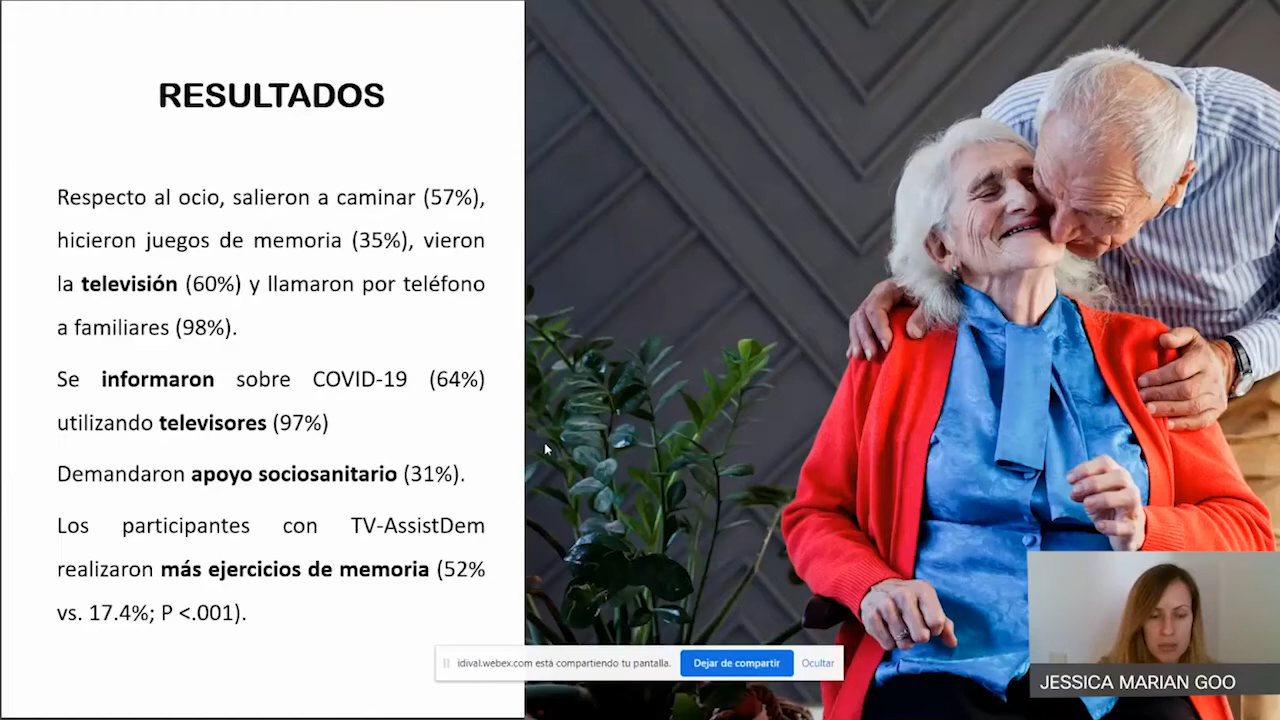 RESULTADOS
Respecto al ocio, salieron a caminar (57%),
hicieron juegos de memoria (35%), vieron
la televisión (60%) y llamaron por teléfono
a familiares (98%).
Se informaron sobre COVID-19 (64%)
utilizando televisores (97%)
Demandaron apoyo sociosanitario (31%).
Los participantes con TV-AssistDem
realizaron más ejercicios de memoria (52%
vs. 17.4%; P <.001).
idival.webex.com está compartiendo tu pantalla.
Dejar de compartir
Ocultar
JESSICA MARIAN GOO